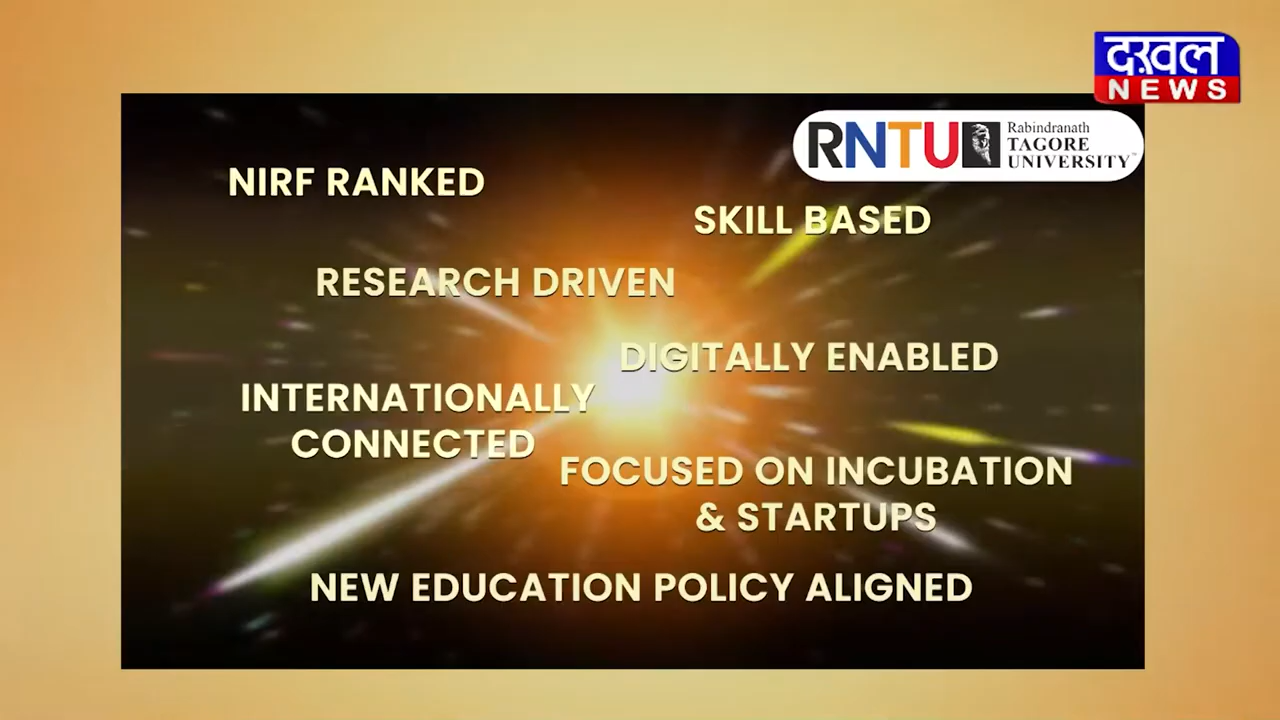 दख़ल
NEWS
RNTU
Rabindranath
TAGORE
UNIVERSITY™
NIRF RANKED
SKILL BASED
RESEARCH DRIVEN
DIGITALLY ENABLED
INTERNATIONALLY
CONNECTED
FOCUSED ON INCUBATION
& STARTUPS
NEW EDUCATION POLICY ALIGNED